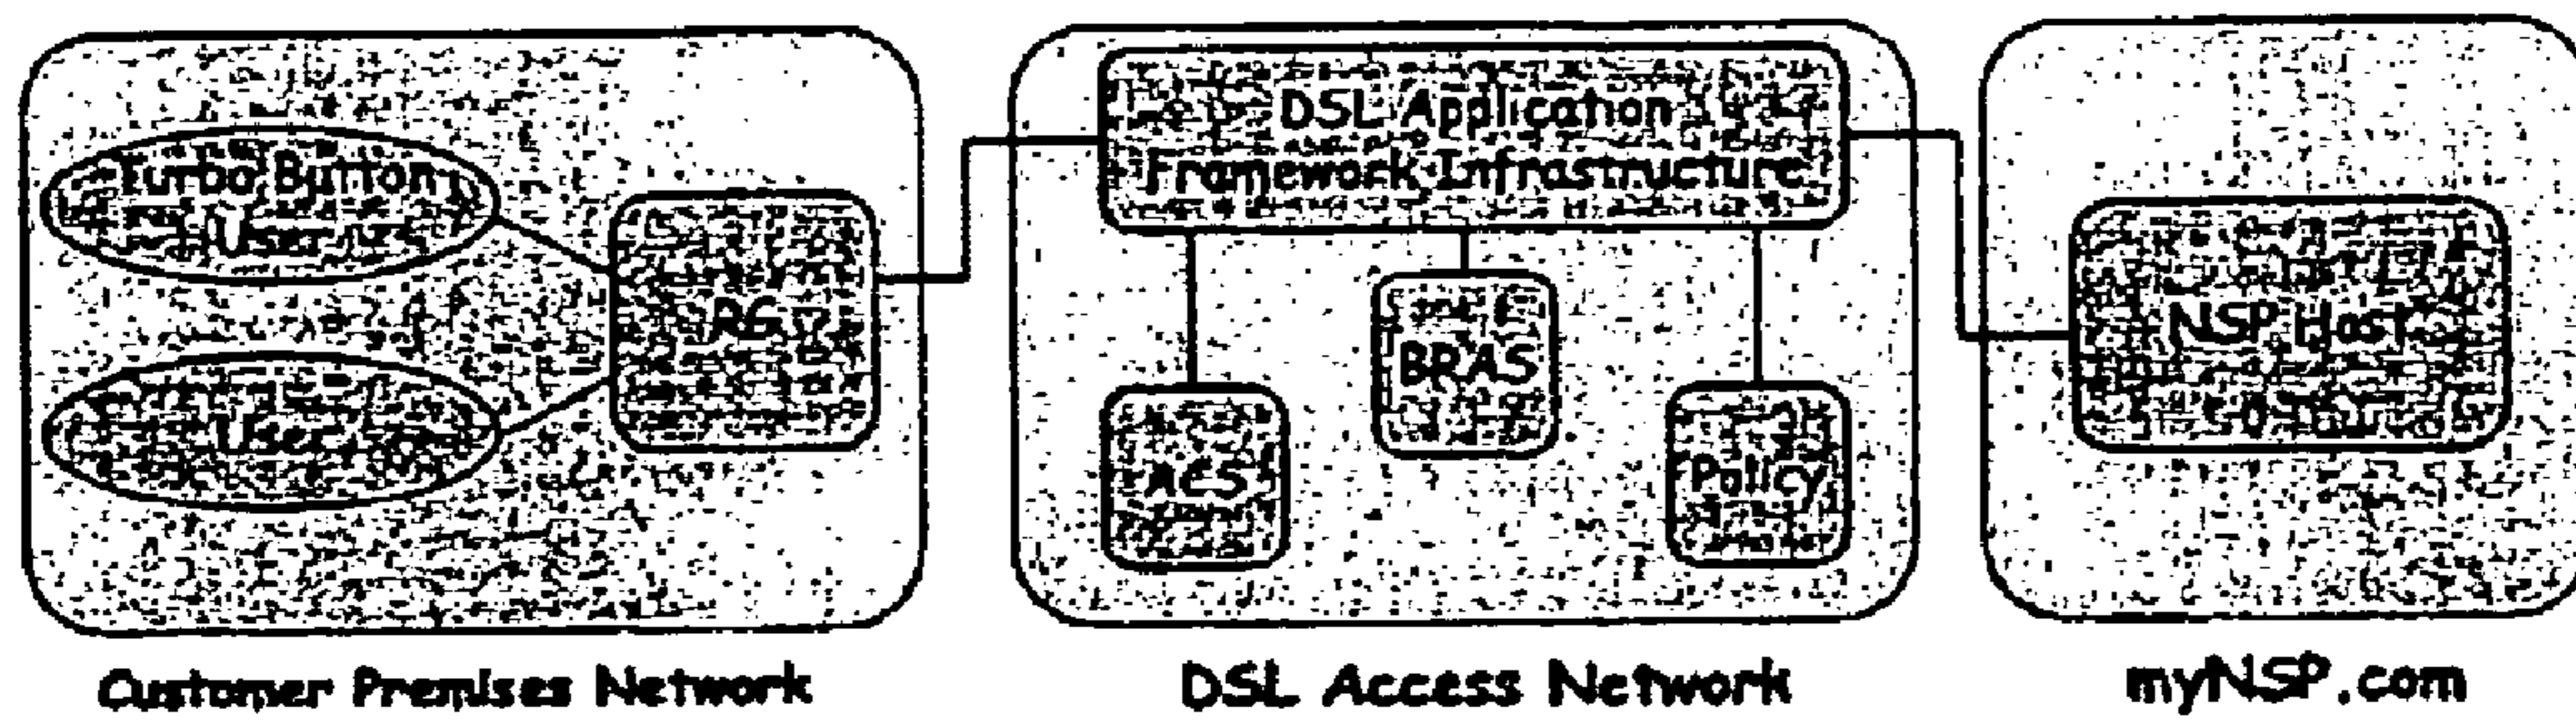 Turbo Button
User
User
RG
DSL Application
Framework Infrastructure
ACS
BRAS
Policy
NSP Host
Customer Premises Network
DSL Access Network
myNSP.com